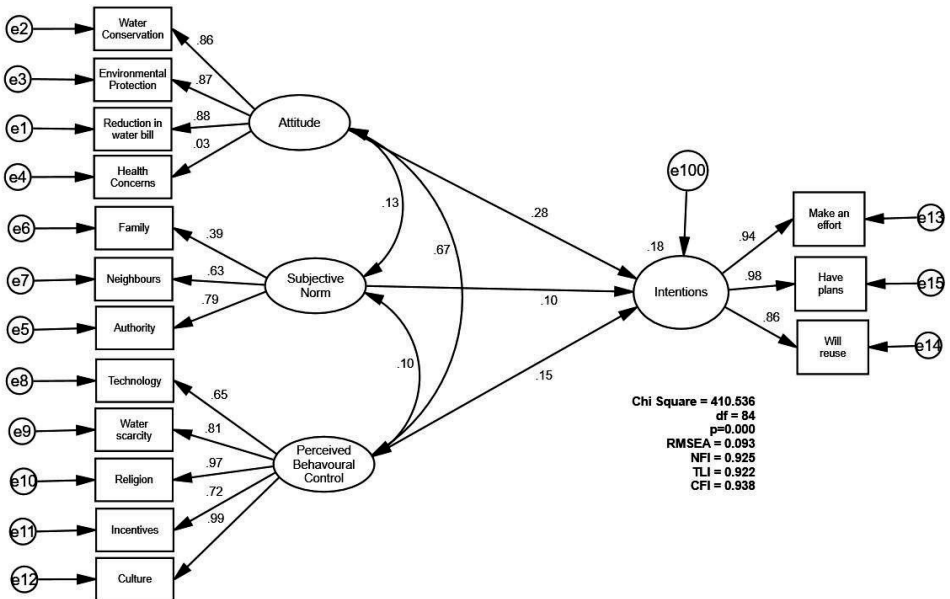 e2
Water
Conservation
.86
e3
Environmental
Protection
.87
e1
Reduction in
water bill
.88
e4
Health
Concerns
.03
Attitude
e6
Family
.39
e7
Neighbours
.63
e5
Authority
.79
Subjective
Norm
e8
Technology
.65
e9
Water
scarcity
.81
e10
Religion
.97
e11
Incentives
.72
e12
Culture
.99
Perceived
Behavoural
Control
.13
.67
.10
.28
.10
.15
e100
.18
Intentions
.94
Make an
effort
e13
.98
Have
plans
e15
.86
Will
reuse
e14
Chi Square = 410.536
df = 84
p=0.000
RMSEA = 0.093
NFI = 0.925
TLI = 0.922
CFI = 0.938